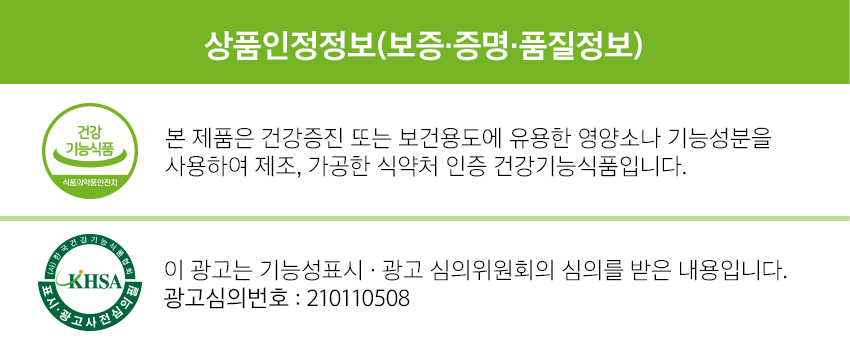 상품인정정보(보증·증명·품질정보)
건강
기능식품
식품의약품안전처
본 제품은 건강증진 또는 보건용도에 유용한 영양소나 기능성분을
사용하여 제조, 가공한 식약처 인증 건강기능식품입니다.
(사)한국건강기능식품협회
KHSA
표시·광고사전심의필
이 광고는 기능성표시 · 광고 심의위원회의 심의를 받은 내용입니다.
광고심의번호 : 210110508